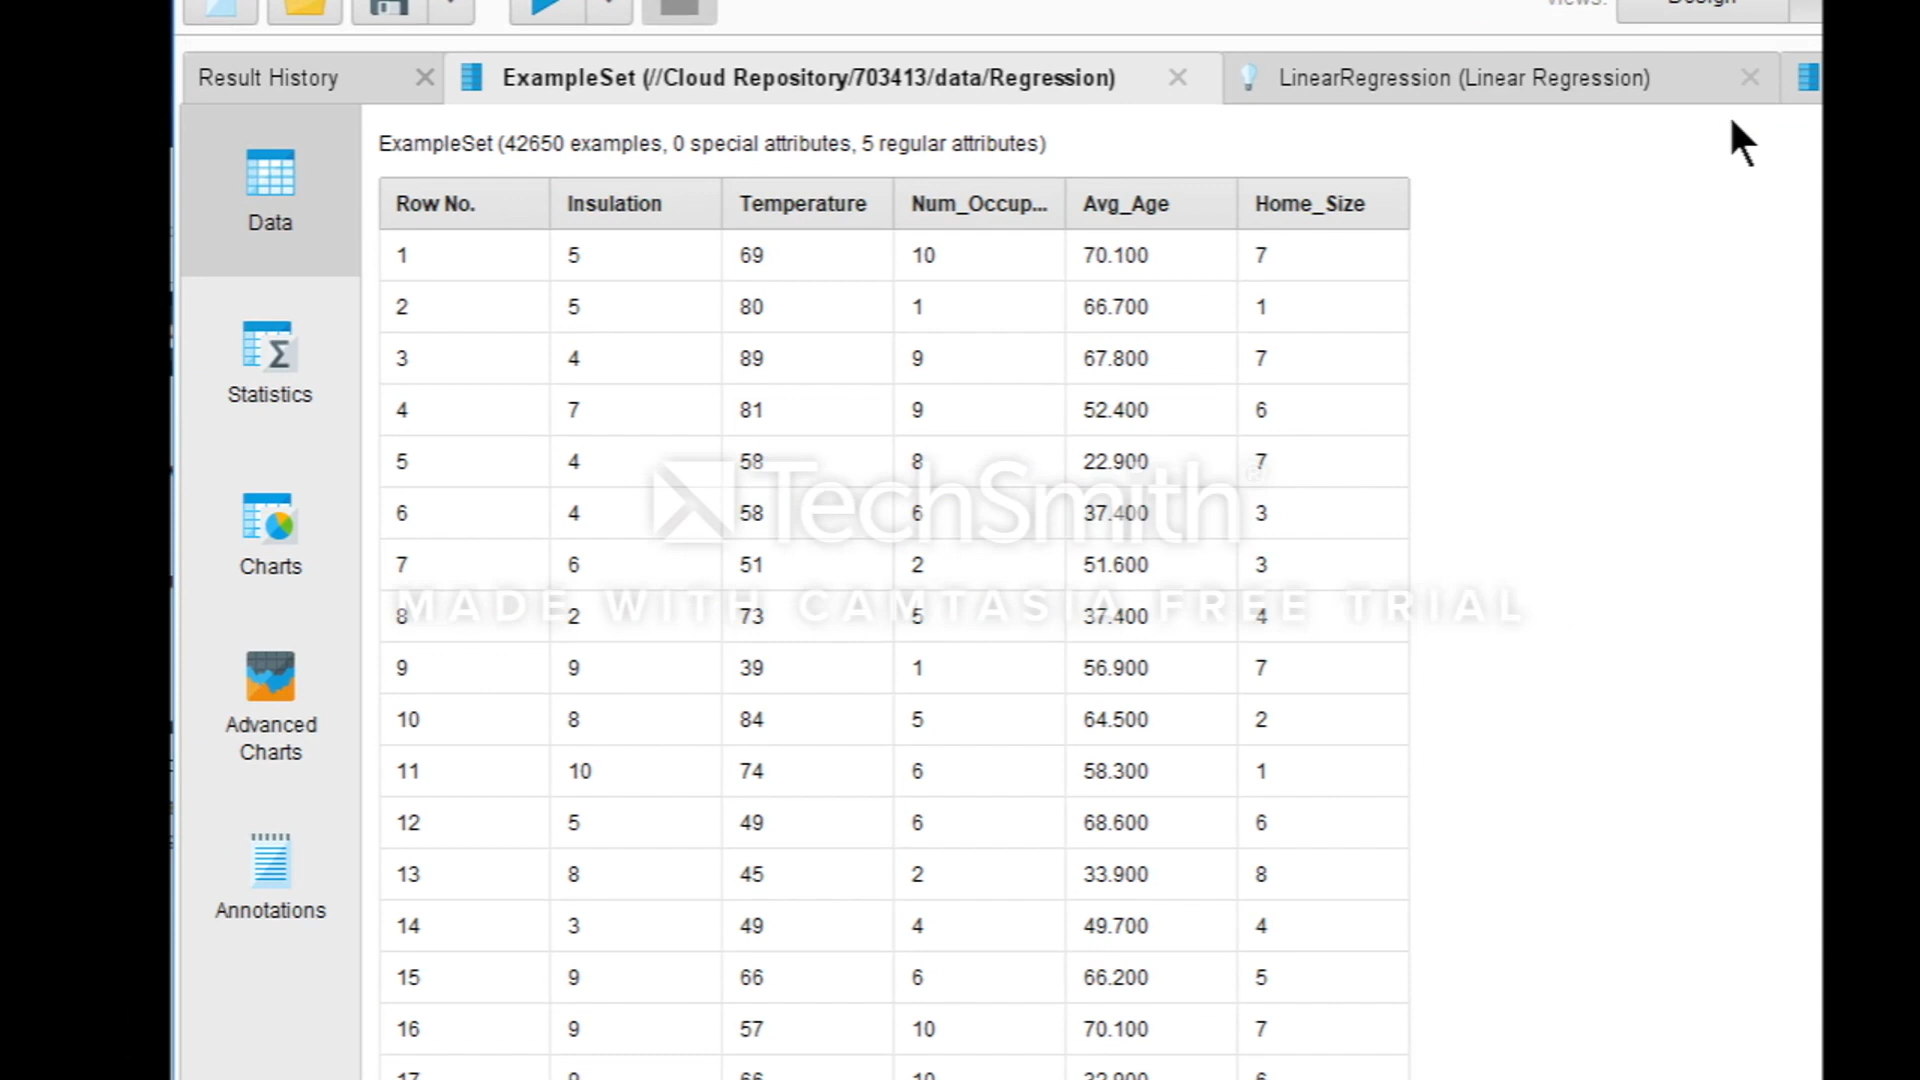 Result History
ExampleSet (//Cloud Repository/703413/data/Regression)
LinearRegression (Linear Regression)
ExampleSet (42650 examples, 0 special attributes, 5 regular attributes)
Data
Statistics
Charts
Advanced
Charts
Annotations
Row No. Insulation Temperature Num_Occup... Avg_Age Home_Size
1 5 69 10 70.100 7
2 5 80 1 66.700 1
3 4 89 9 67.800 7
4 7 81 9 52.400 6
5 4 58 8 22.900 7
6 4 58 6 37.400 3
7 6 51 2 51.600 3
8 2 73 5 37.400 4
9 9 39 1 56.900 7
10 8 84 5 64.500 2
11 10 74 6 58.300 1
12 5 49 6 68.600 6
13 8 45 2 33.900 8
14 3 49 4 49.700 4
15 9 66 6 66.200 5
16 9 57 10 70.100 7
TechSmith®
MADE WITH CAMTASIA FREE TRIAL